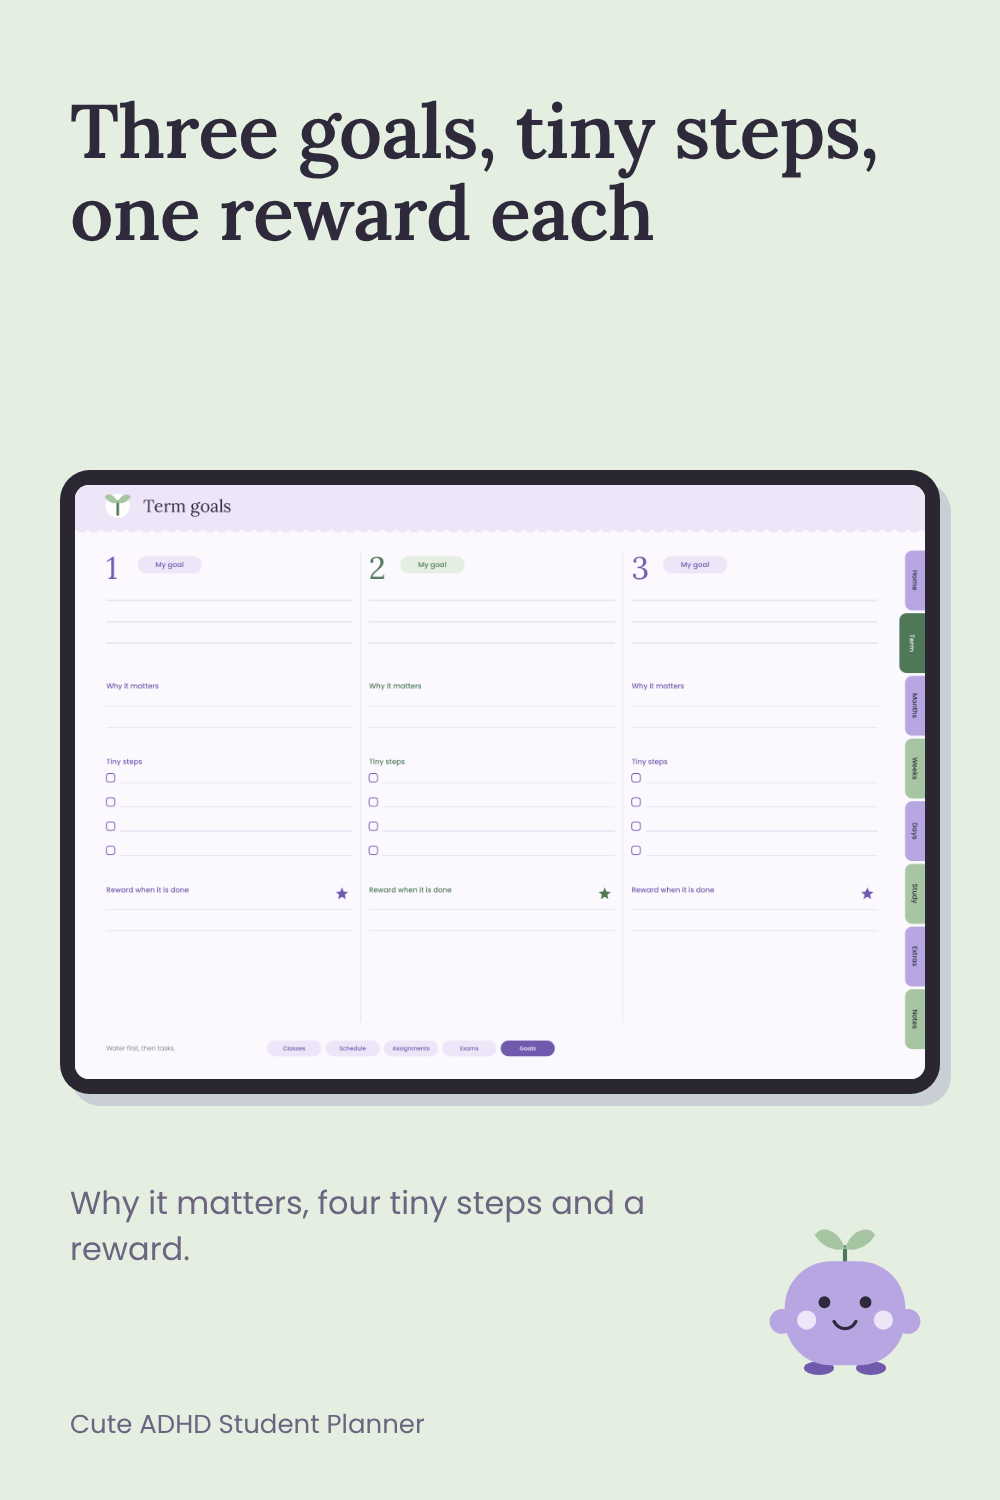 Three goals, tiny steps,
one reward each
Term goals
1 My goal
2 My goal
3 My goal
Why it matters
Why it matters
Why it matters
Tiny steps
Tiny steps
Tiny steps
Reward when it is done
Reward when it is done
Reward when it is done
Home
Term
Months
Weeks
Days
Study
Extras
Notes
Water first, then tasks.
Classes
Schedule
Assignments
Exams
Goals
Why it matters, four tiny steps and a
reward.
Cute ADHD Student Planner